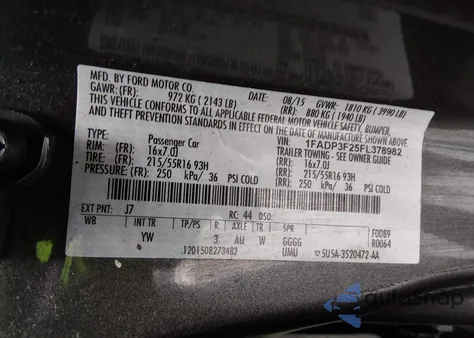 MFD. BY FORD MOTOR CO.
DATE: 08/15 GVWR: 1810 KG ( 3990 LB)
GAWR: (FR): 972 KG ( 2143 LB) (RR): 880 KG ( 1940 LB)
THIS VEHICLE CONFORMS TO ALL APPLICABLE FEDERAL MOTOR VEHICLE SAFETY, BUMPER,
AND THEFT PREVENTION STANDARDS IN EFFECT ON THE DATE OF MANUFACTURE SHOWN ABOVE.
VIN: 1FADP3F25FL378982
Passenger Car TRAILER TOWING - SEE OWNER GUIDE
RIM: (FR) 16x7.0J RIM: (RR) 16x7.0J
TIRE: (FR) 215/55R16 93H TIRE: (RR) 215/55R16 93H
PRESSURE: (FR) 250 kPa/ 36 PSI COLD PRESSURE: (RR) 250 kPa/ 36 PSI COLD
EXT PNT: J7 RC: 44 DSO:
WB INT TR TP/PS R AXLE TR SPR F0089
YW 3 AU W GGGG R0064
UMU
1201508273482 5U5A-3520472-AA
autosnap